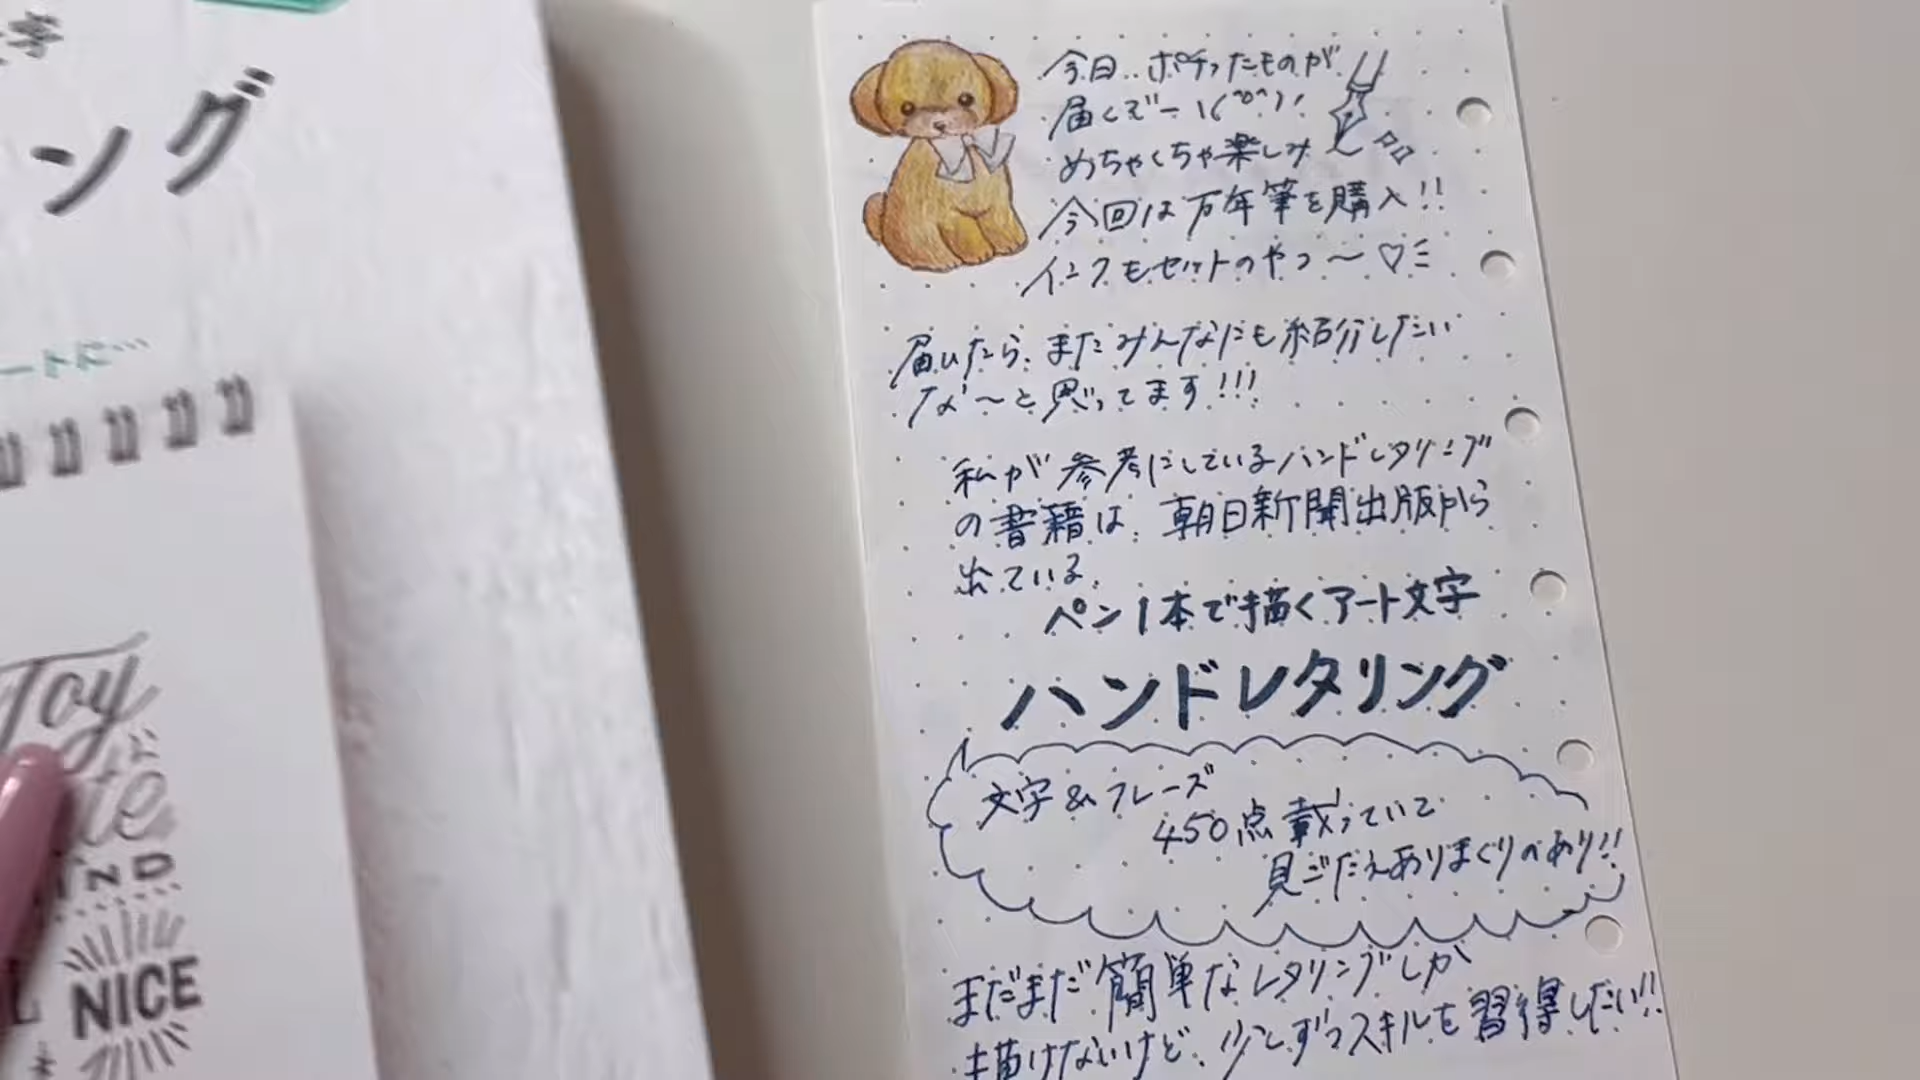 ング
ートに…
Joy
NICE
今日、ポチったものが
届くぞー\(^o^)/
めちゃくちゃ楽しみ
今回は万年筆を購入!!
インクもセットのやつ〜♡
届いたら、またみんなにも紹介したい
な〜と思ってます!!!
私が参考にしているハンドレタリング
の書籍は、朝日新聞出版から
出ている、
ペン1本で描くアート文字
ハンドレタリング
文字&フレーズ
450点載っていて
見ごたえありまくりのあり!!
まだまだ簡単なレタリングしか
描けないけど、少しずつスキルを習得したい!!